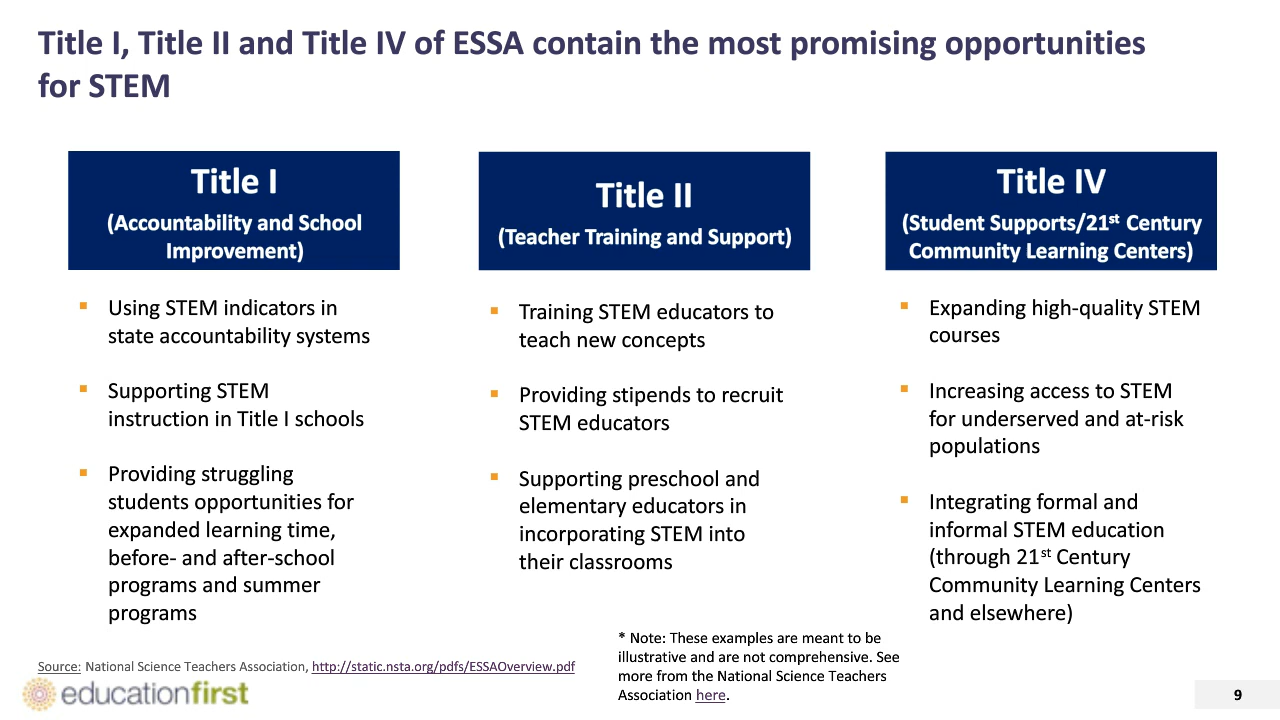 Title I, Title II and Title IV of ESSA contain the most promising opportunities
for STEM
Title I
(Accountability and School
Improvement)
Using STEM indicators in
state accountability systems
Supporting STEM
instruction in Title I schools
Providing struggling
students opportunities for
expanded learning time,
before- and after-school
programs and summer
programs
Title II
(Teacher Training and Support)
Training STEM educators to
teach new concepts
Providing stipends to recruit
STEM educators
Supporting preschool and
elementary educators in
incorporating STEM into
their classrooms
Title IV
(Student Supports/21st Century
Community Learning Centers)
Expanding high-quality STEM
courses
Increasing access to STEM
for underserved and at-risk
populations
Integrating formal and
informal STEM education
(through 21st Century
Community Learning Centers
and elsewhere)
* Note: These examples are meant to be
illustrative and are not comprehensive. See
more from the National Science Teachers
Association here.
Source: National Science Teachers Association, http://static.nsta.org/pdfs/ESSAOverview.pdf
educationfirst
9